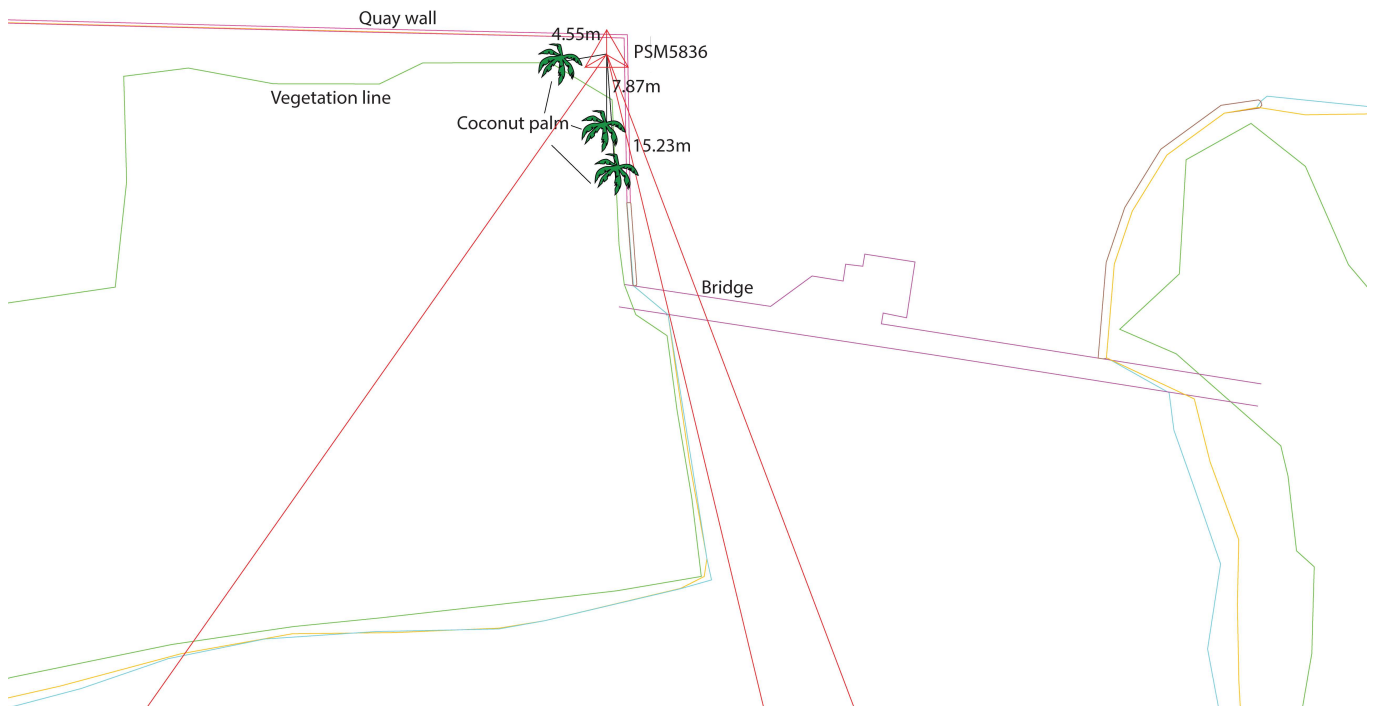 Quay wall
4.55m
PSM5836
7.87m
Vegetation line
Coconut palm
15.23m
Bridge